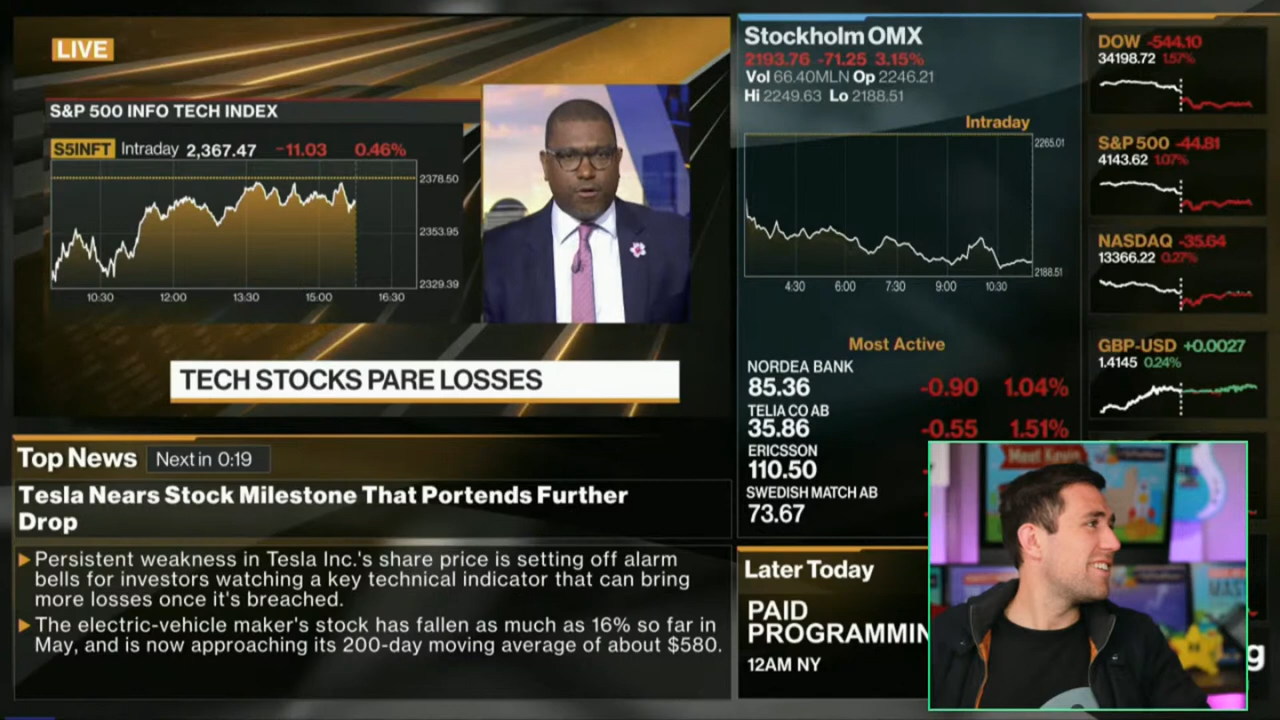 LIVE
S&P 500 INFO TECH INDEX
S5INFT Intraday 2,367.47 -11.03 0.46%
2378.50
2353.95
2329.39
10:30 12:00 13:30 15:00 16:30
TECH STOCKS PARE LOSSES
Top News Next in 0:19
Tesla Nears Stock Milestone That Portends Further
Drop
Persistent weakness in Tesla Inc.'s share price is setting off alarm
bells for investors watching a key technical indicator that can bring
more losses once it's breached.
The electric-vehicle maker's stock has fallen as much as 16% so far in
May, and is now approaching its 200-day moving average of about $580.
Stockholm OMX
2193.76 -71.25 3.15%
Vol 66.40MLN Op 2246.21
Hi 2249.63 Lo 2188.51
Intraday
2265.01
2188.51
4:30 6:00 7:30 9:00 10:30
Most Active
NORDEA BANK
85.36 -0.90 1.04%
TELIA CO AB
35.86 -0.55 1.51%
ERICSSON
110.50
SWEDISH MATCH AB
73.67
Later Today
PAID
PROGRAMMIN
12AM NY
DOW -544.10
34198.72 1.57%
S&P 500 -44.81
4143.62 1.07%
NASDAQ -35.64
13366.22 0.27%
GBP-USD +0.0027
1.4145 0.24%
Meet Kevin
g